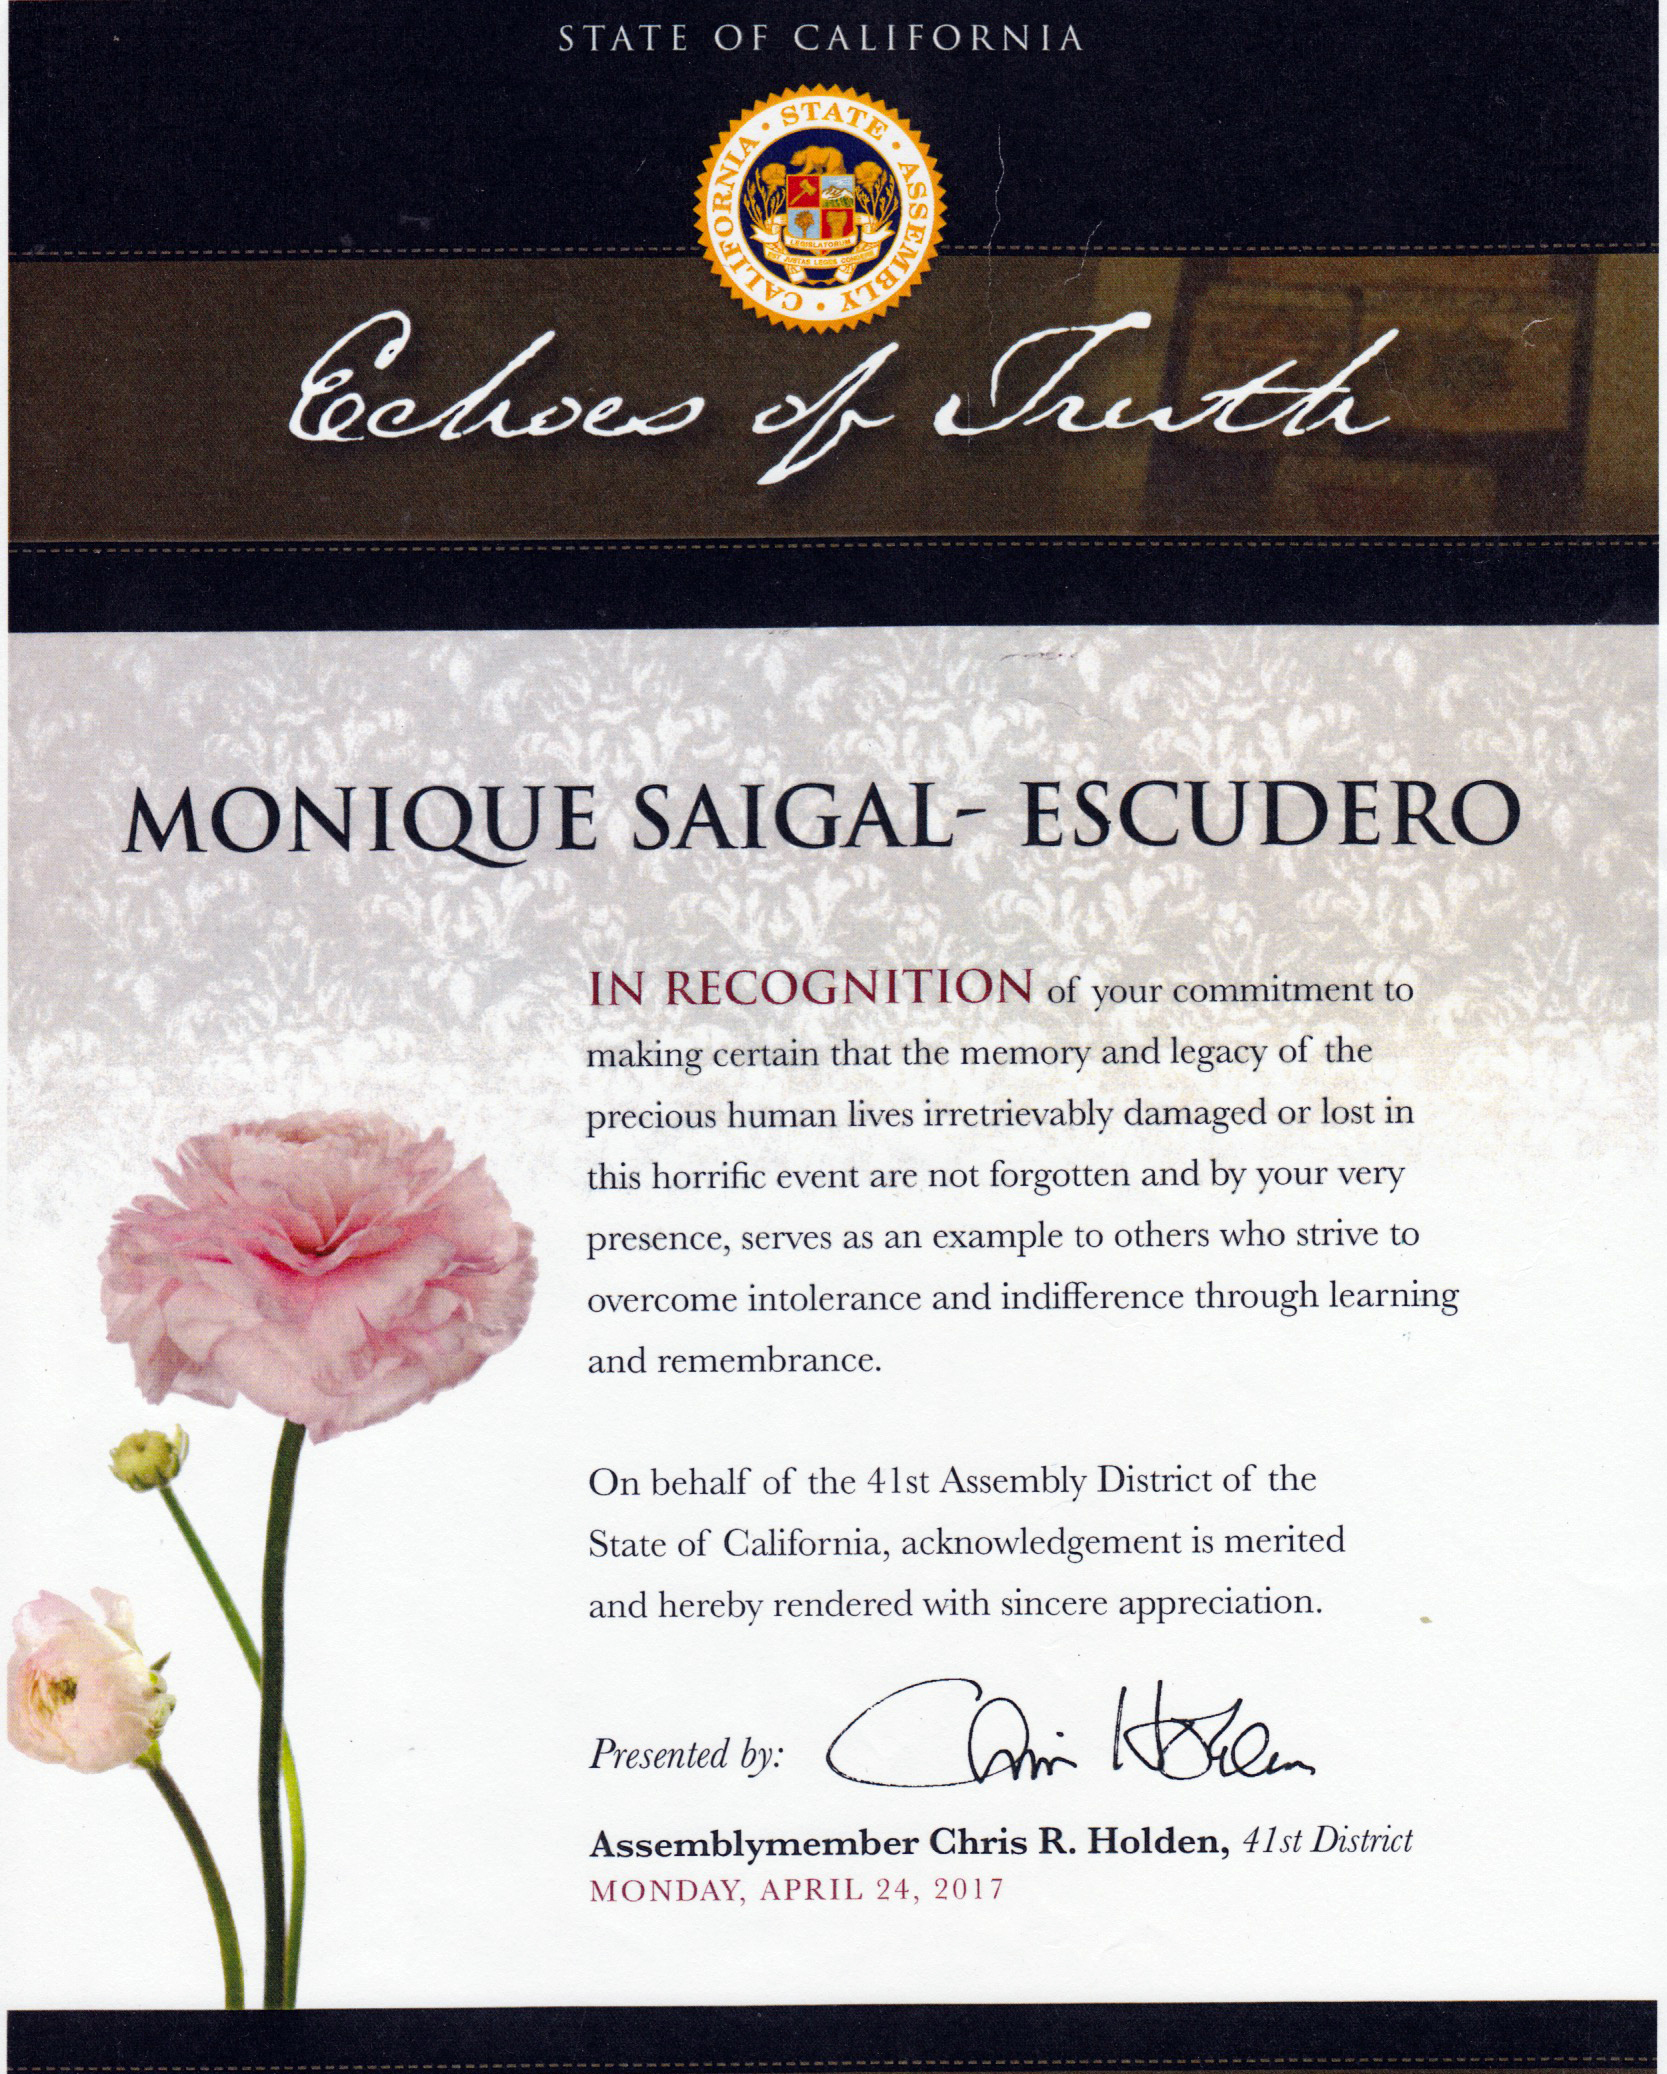 STATE OF CALIFORNIA
CALIFORNIA • STATE • ASSEMBLY •
LEGISLATORUM
EST JUSTAS LEGES CONDERE
Echoes of Truth
MONIQUE SAIGAL- ESCUDERO
IN RECOGNITION of your commitment to
making certain that the memory and legacy of the
precious human lives irretrievably damaged or lost in
this horrific event are not forgotten and by your very
presence, serves as an example to others who strive to
overcome intolerance and indifference through learning
and remembrance.
On behalf of the 41st Assembly District of the
State of California, acknowledgement is merited
and hereby rendered with sincere appreciation.
Presented by: Chris Holden
Assemblymember Chris R. Holden, 41st District
MONDAY, APRIL 24, 2017